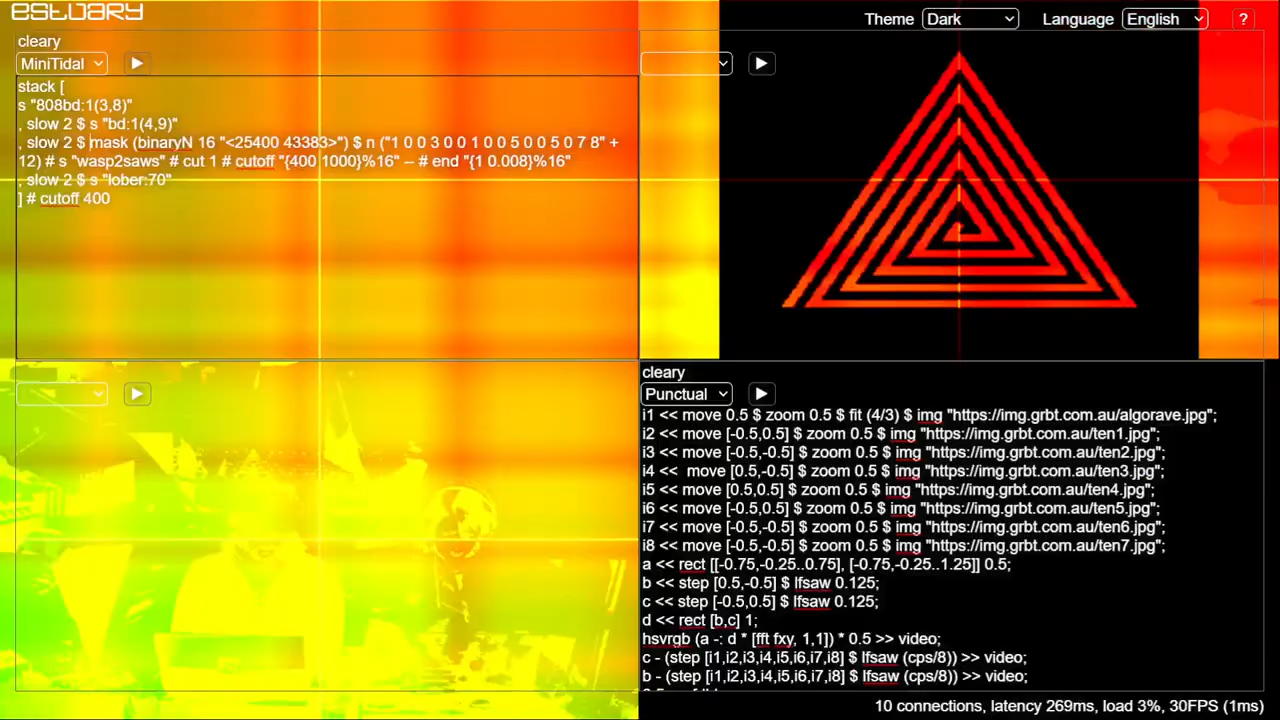 estuary
Theme Dark Language English ?
cleary
MiniTidal
stack [
s "808bd:1(3,8)"
, slow 2 $ s "bd:1(4,9)"
, slow 2 $ mask (binaryN 16 "<25400 43383>") $ n ("1 0 0 3 0 0 1 0 0 5 0 0 5 0 7 8" +
12) # s "wasp2saws" # cut 1 # cutoff "{400 1000}%16" -- # end "{1 0.008}%16"
, slow 2 $ s "lober:70"
] # cutoff 400
cleary
Punctual
i1 << move 0.5 $ zoom 0.5 $ fit (4/3) $ img "https://img.grbt.com.au/algorave.jpg";
i2 << move [-0.5,0.5] $ zoom 0.5 $ img "https://img.grbt.com.au/ten1.jpg";
i3 << move [-0.5,-0.5] $ zoom 0.5 $ img "https://img.grbt.com.au/ten2.jpg";
i4 <<  move [0.5,-0.5] $ zoom 0.5 $ img "https://img.grbt.com.au/ten3.jpg";
i5 << move [0.5,0.5] $ zoom 0.5 $ img "https://img.grbt.com.au/ten4.jpg";
i6 << move [-0.5,0.5] $ zoom 0.5 $ img "https://img.grbt.com.au/ten5.jpg";
i7 << move [-0.5,-0.5] $ zoom 0.5 $ img "https://img.grbt.com.au/ten6.jpg";
i8 << move [-0.5,-0.5] $ zoom 0.5 $ img "https://img.grbt.com.au/ten7.jpg";
a << rect [[-0.75,-0.25..0.75], [-0.75,-0.25..1.25]] 0.5;
b << step [0.5,-0.5] $ lfsaw 0.125;
c << step [-0.5,0.5] $ lfsaw 0.125;
d << rect [b,c] 1;
hsvrgb (a -: d * [fft fxy, 1,1]) * 0.5 >> video;
c - (step [i1,i2,i3,i4,i5,i6,i7,i8] $ lfsaw (cps/8)) >> video;
b - (step [i1,i2,i3,i4,i5,i6,i7,i8] $ lfsaw (cps/8)) >> video;
10 connections, latency 269ms, load 3%, 30FPS (1ms)